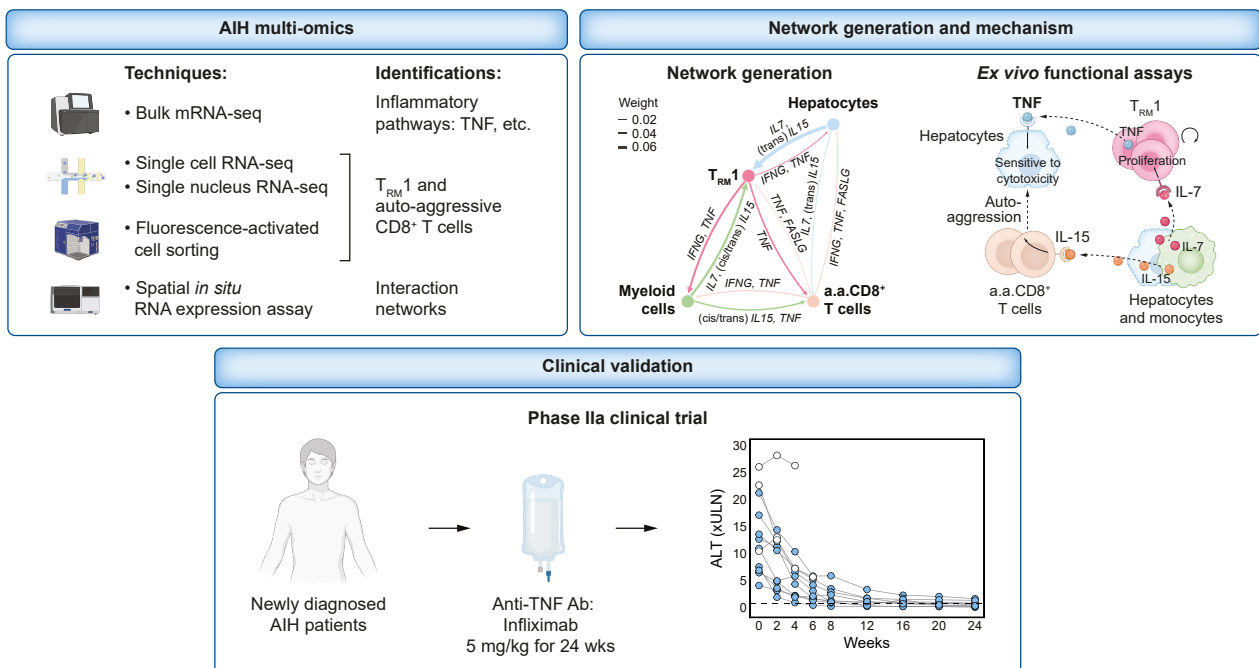 AIH multi-omics
Techniques:
Identifications:
• Bulk mRNA-seq
Inflammatory
pathways: TNF, etc.
• Single cell RNA-seq
• Single nucleus RNA-seq
• Fluorescence-activated
cell sorting
TRM1 and
auto-aggressive
CD8+ T cells
• Spatial in situ
RNA expression assay
Interaction
networks
Network generation and mechanism
Network generation
Weight
0.02
0.04
0.06
Hepatocytes
IL7,
(trans) IL15
TRM1
IFNG, TNF
IFNG, TNF
IL7, (cis/trans) IL15
TNF
TNF, FASLG
IL7, (trans) IL15
IFNG, TNF, FASLG
Myeloid
cells
IFNG, TNF
(cis/trans) IL15, TNF
a.a.CD8+
T cells
Ex vivo functional assays
TNF
Hepatocytes
Sensitive to
cytotoxicity
TRM1
TNF
Proliferation
IL-7
Auto-
aggression
IL-15
IL-7
IL-15
a.a.CD8+
T cells
Hepatocytes
and monocytes
Clinical validation
Phase IIa clinical trial
Newly diagnosed
AIH patients
Anti-TNF Ab:
Infliximab
5 mg/kg for 24 wks
ALT (xULN)
30
25
20
15
10
5
0
0 2 4 6 8 12 16 20 24
Weeks